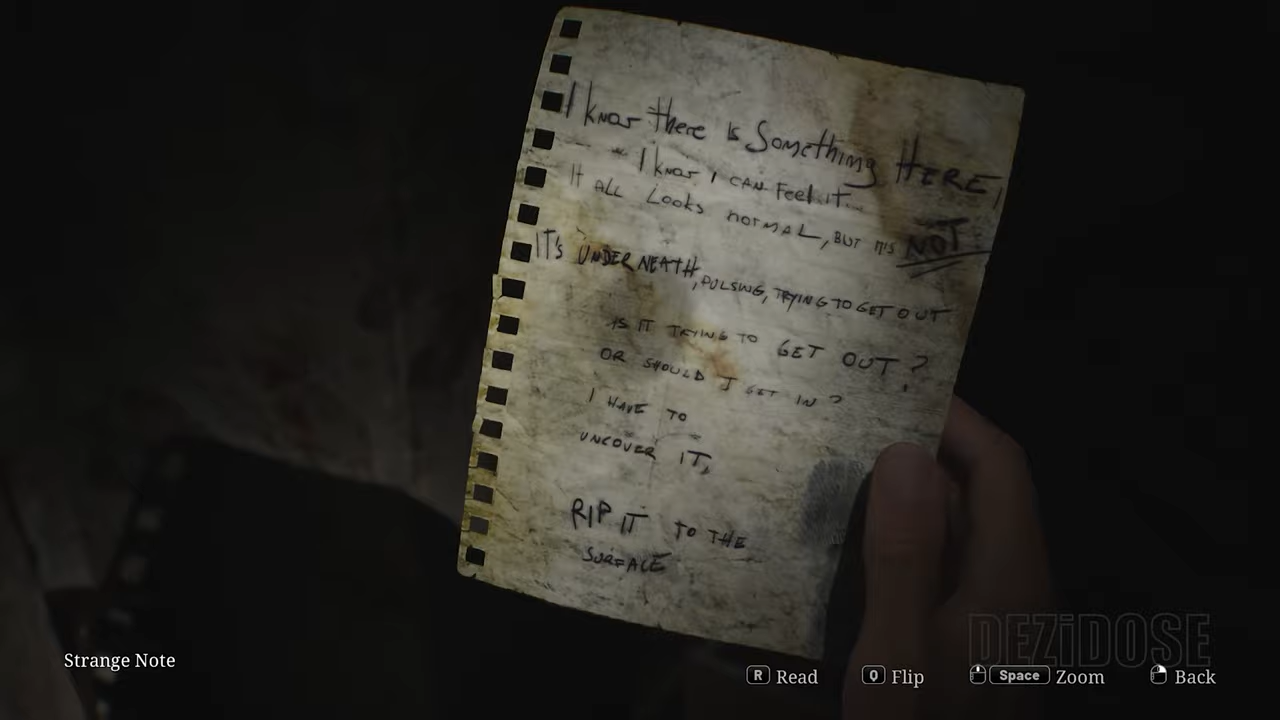 I know there is Something HERE,
I know I can feel it...
It ALL Looks normAL, BUT it's NOT.
IT'S UNDERNEATH, PULSING, TRYING TO GET OUT
IS IT TRYING TO GET OUT?
OR SHOULD I GET IN?
I HAVE TO
UNCOVER IT,
RIP IT TO THE
SURFACE
DEZiDOSE
Strange Note
R Read Q Flip Space Zoom Back